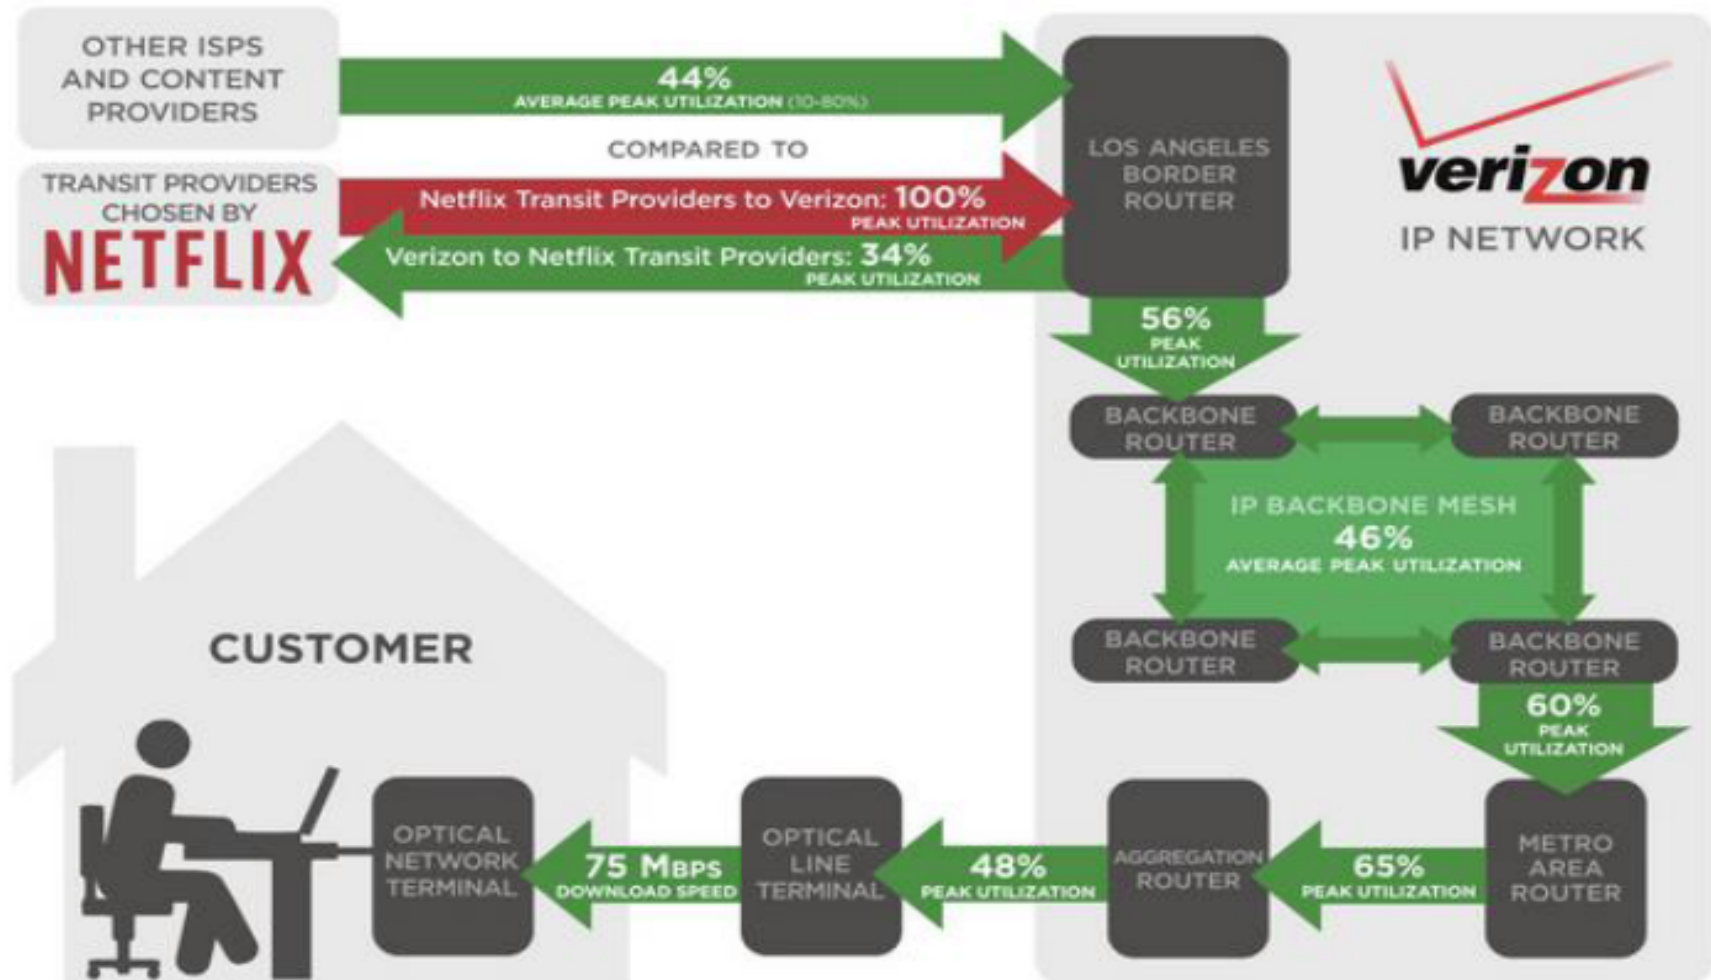 OTHER ISPS
AND CONTENT
PROVIDERS
44%
AVERAGE PEAK UTILIZATION (10-80%)
COMPARED TO
TRANSIT PROVIDERS
CHOSEN BY
NETFLIX
Netflix Transit Providers to Verizon: 100%
PEAK UTILIZATION
Verizon to Netflix Transit Providers: 34%
PEAK UTILIZATION
LOS ANGELES
BORDER
ROUTER
verizon
IP NETWORK
56%
PEAK
UTILIZATION
BACKBONE
ROUTER
BACKBONE
ROUTER
IP BACKBONE MESH
46%
AVERAGE PEAK UTILIZATION
BACKBONE
ROUTER
BACKBONE
ROUTER
60%
PEAK
UTILIZATION
METRO
AREA
ROUTER
65%
PEAK UTILIZATION
AGGREGATION
ROUTER
48%
PEAK UTILIZATION
OPTICAL
LINE
TERMINAL
75 MBPS
DOWNLOAD SPEED
OPTICAL
NETWORK
TERMINAL
CUSTOMER